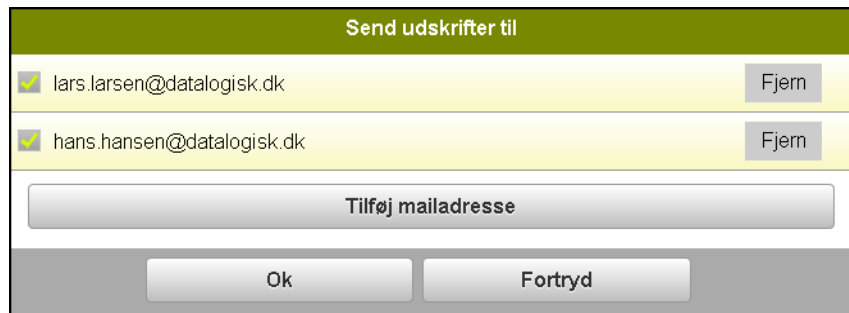 Send udskrifter til
lars.larsen@datalogisk.dk Fjern
hans.hansen@datalogisk.dk Fjern
Tilføj mailadresse
Ok Fortryd